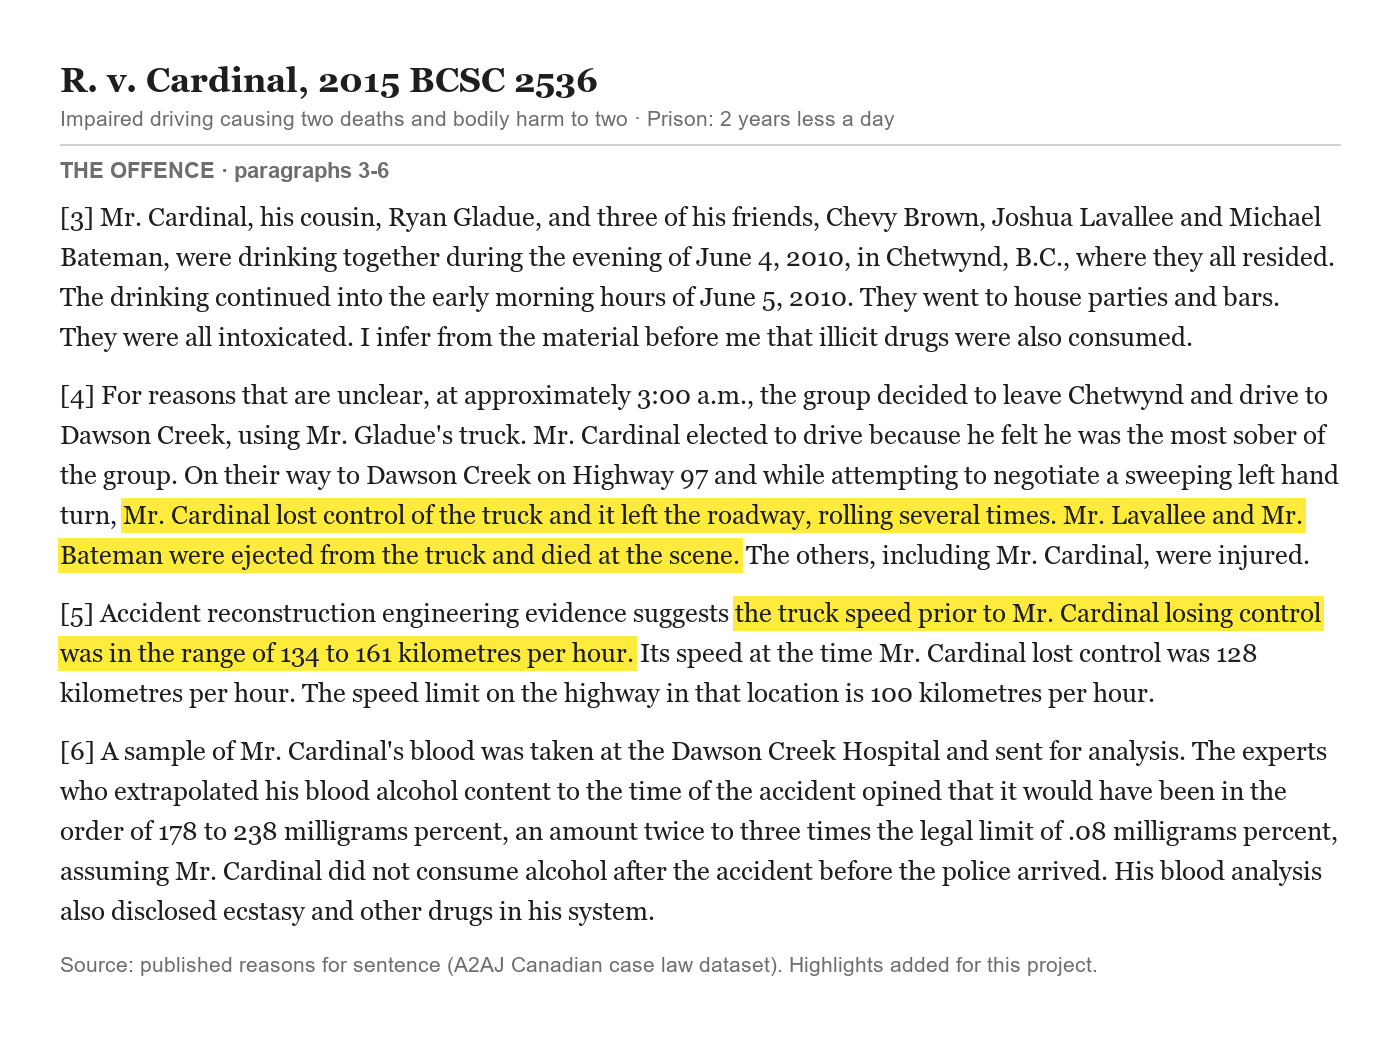 R. v. Cardinal, 2015 BCSC 2536
Impaired driving causing two deaths and bodily harm to two · Prison: 2 years less a day
THE OFFENCE · paragraphs 3-6
[3] Mr. Cardinal, his cousin, Ryan Gladue, and three of his friends, Chevy Brown, Joshua Lavallee and Michael
Bateman, were drinking together during the evening of June 4, 2010, in Chetwynd, B.C., where they all resided.
The drinking continued into the early morning hours of June 5, 2010. They went to house parties and bars.
They were all intoxicated. I infer from the material before me that illicit drugs were also consumed.
[4] For reasons that are unclear, at approximately 3:00 a.m., the group decided to leave Chetwynd and drive to
Dawson Creek, using Mr. Gladue's truck. Mr. Cardinal elected to drive because he felt he was the most sober of
the group. On their way to Dawson Creek on Highway 97 and while attempting to negotiate a sweeping left hand
turn, Mr. Cardinal lost control of the truck and it left the roadway, rolling several times. Mr. Lavallee and Mr.
Bateman were ejected from the truck and died at the scene. The others, including Mr. Cardinal, were injured.
[5] Accident reconstruction engineering evidence suggests the truck speed prior to Mr. Cardinal losing control
was in the range of 134 to 161 kilometres per hour. Its speed at the time Mr. Cardinal lost control was 128
kilometres per hour. The speed limit on the highway in that location is 100 kilometres per hour.
[6] A sample of Mr. Cardinal's blood was taken at the Dawson Creek Hospital and sent for analysis. The experts
who extrapolated his blood alcohol content to the time of the accident opined that it would have been in the
order of 178 to 238 milligrams percent, an amount twice to three times the legal limit of .08 milligrams percent,
assuming Mr. Cardinal did not consume alcohol after the accident before the police arrived. His blood analysis
also disclosed ecstasy and other drugs in his system.
Source: published reasons for sentence (A2AJ Canadian case law dataset). Highlights added for this project.